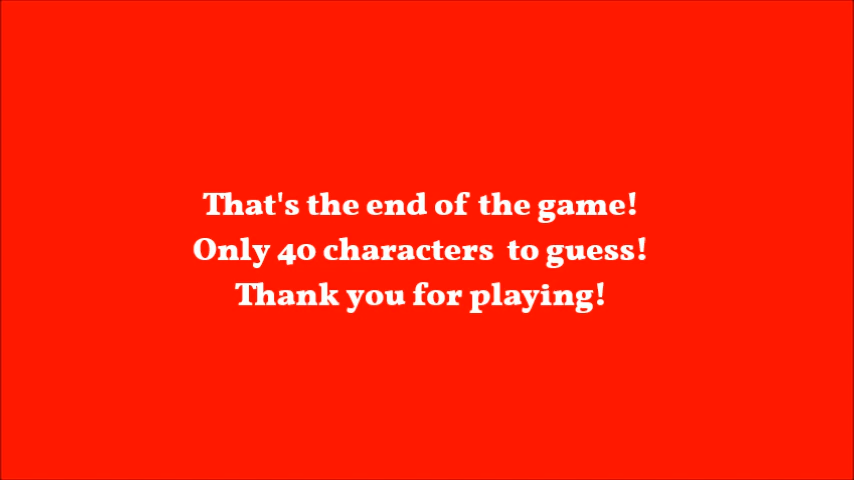 That's the end of the game!
Only 40 characters to guess!
Thank you for playing!